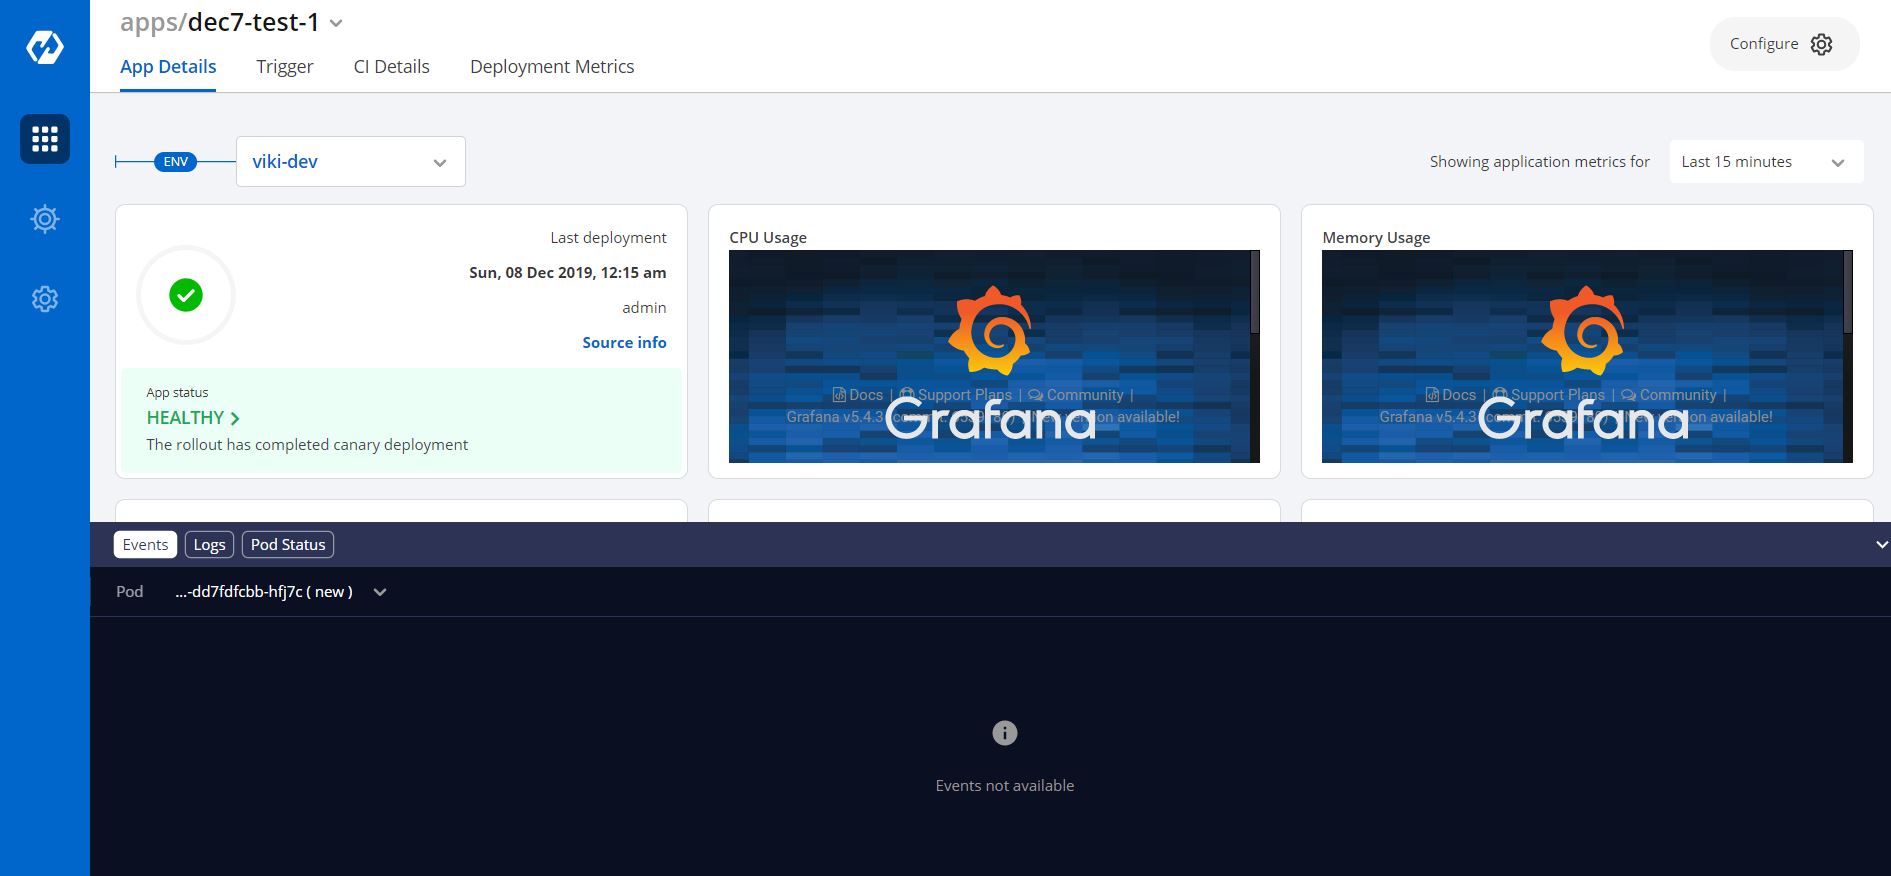 apps/dec7-test-1
Configure
App Details
Trigger
CI Details
Deployment Metrics
ENV
viki-dev
Showing application metrics for
Last 15 minutes
Last deployment
Sun, 08 Dec 2019, 12:15 am
admin
Source info
App status
HEALTHY
The rollout has completed canary deployment
CPU Usage
Docs | Support Plans | Community |
Grafana v5.4.3
available!
Grafana
Memory Usage
Docs | Support Plans | Community |
Grafana v5.4.3
available!
Grafana
Events
Logs
Pod Status
Pod
...-dd7fdfcbb-hfj7c ( new )
Events not available